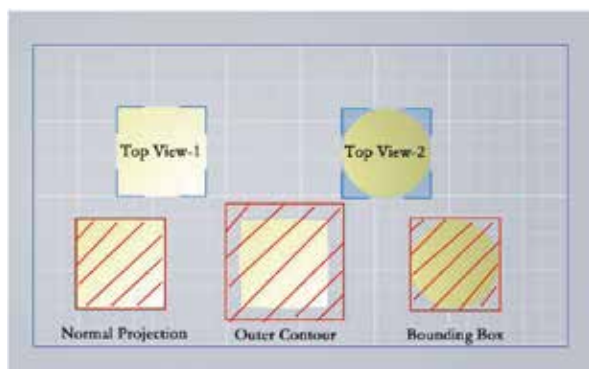 Top View-1
Top View-2
Normal Projection
Outer Contour
Bounding Box